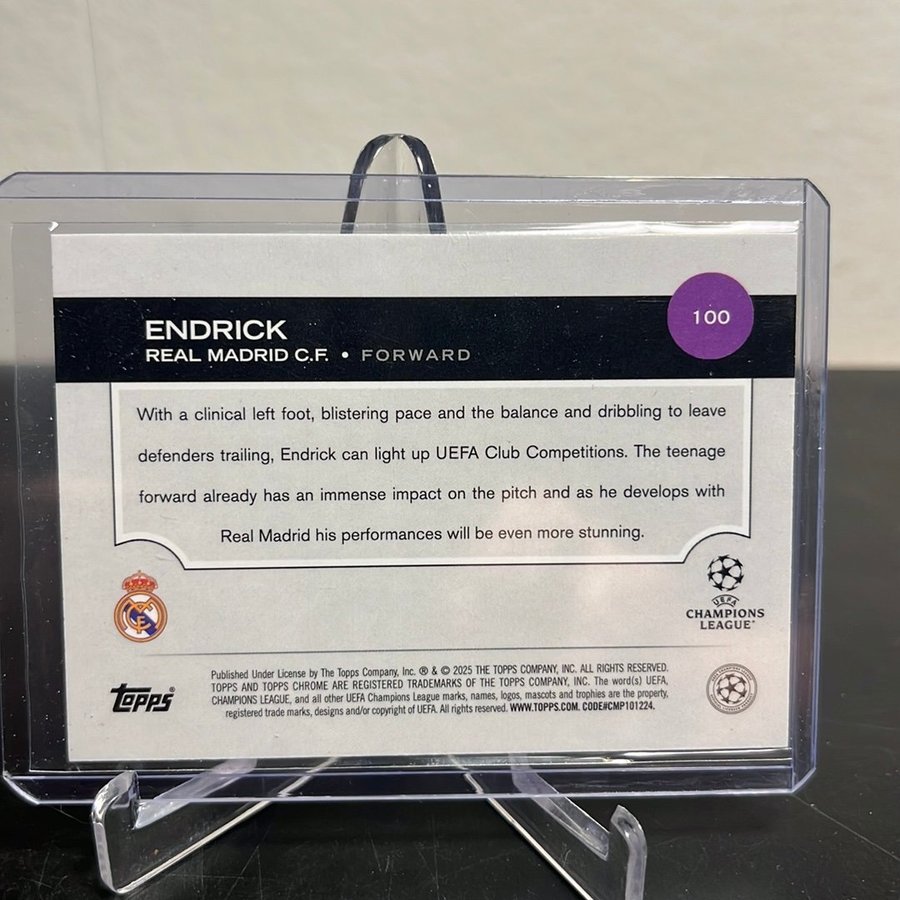 100
ENDRICK
REAL MADRID C.F. • FORWARD
With a clinical left foot, blistering pace and the balance and dribbling to leave
defenders trailing, Endrick can light up UEFA Club Competitions. The teenage
forward already has an immense impact on the pitch and as he develops with
Real Madrid his performances will be even more stunning.
UEFA
CHAMPIONS
LEAGUE®
Topps®
Published Under License by The Topps Company, Inc. ® & © 2025 THE TOPPS COMPANY, INC. ALL RIGHTS RESERVED.
TOPPS AND TOPPS CHROME ARE REGISTERED TRADEMARKS OF THE TOPPS COMPANY, INC. The word(s) UEFA,
CHAMPIONS LEAGUE, and all other UEFA Champions League marks, names, logos, mascots and trophies are the property,
registered trade marks, designs and/or copyright of UEFA. All rights reserved. WWW.TOPPS.COM. CODE#CMP101224.